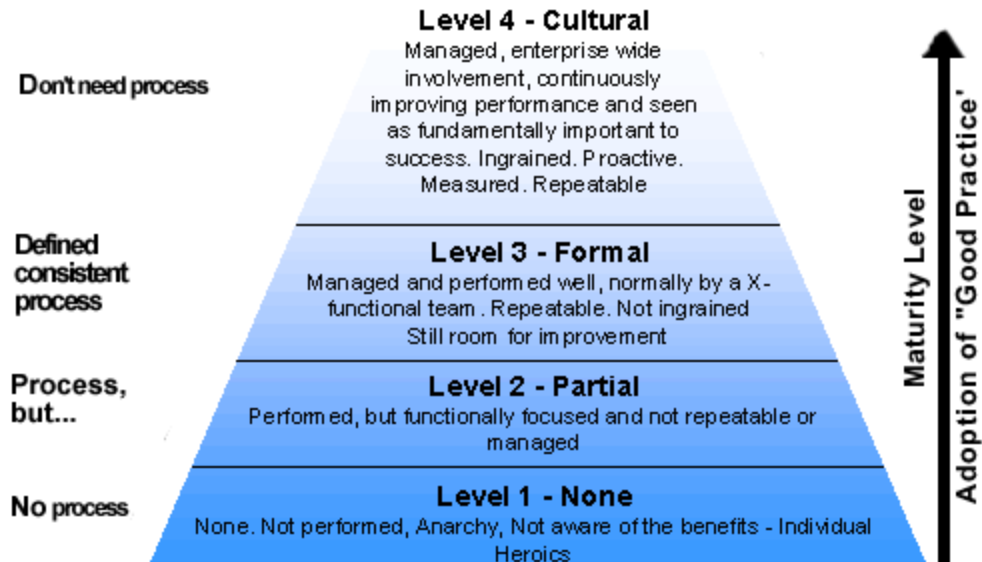 Level 4 - Cultural
Managed, enterprise wide
involvement, continuously
improving performance and seen
as fundamentally important to
success. Ingrained. Proactive.
Measured. Repeatable
Don't need process
Level 3 - Formal
Managed and performed well, normally by a X-
functional team. Repeatable. Not ingrained
Still room for improvement
Defined
consistent
process
Level 2 - Partial
Performed, but functionally focused and not repeatable or
managed
Process,
but...
Level 1 - None
None. Not performed, Anarchy, Not aware of the benefits - Individual
Heroics
No process
Maturity Level
Adoption of "Good Practice'